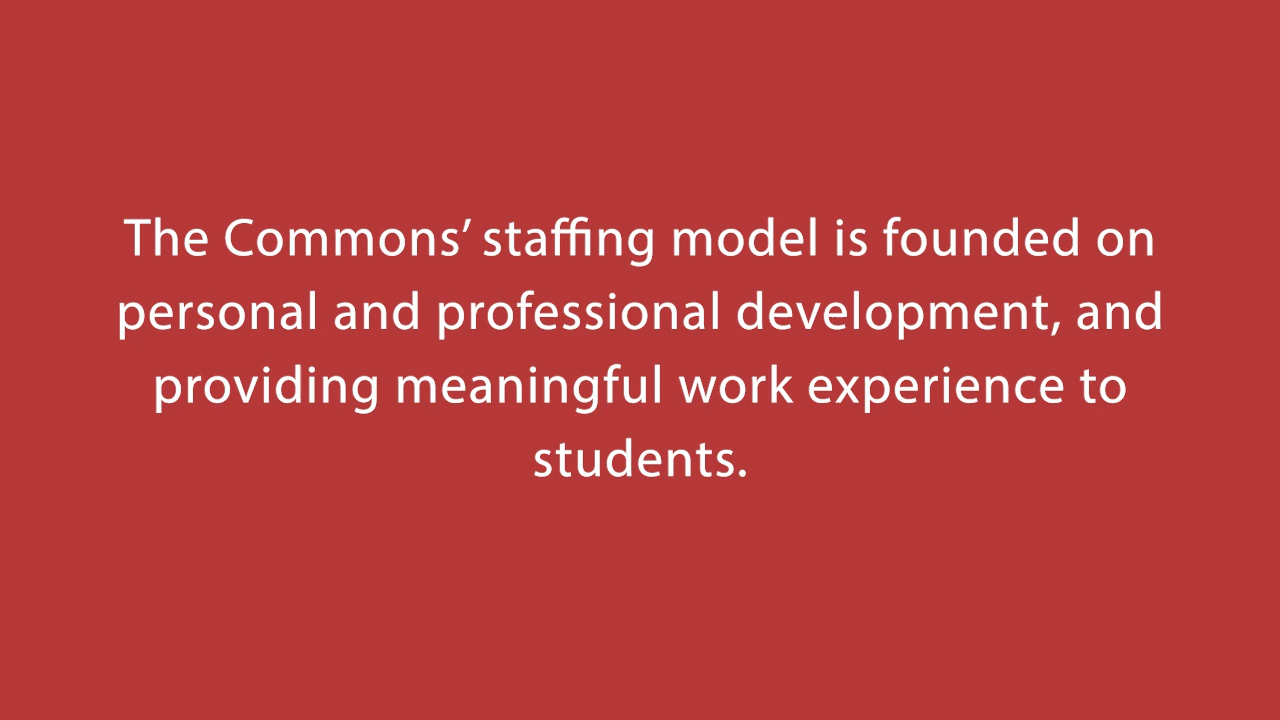 The Commons’ staffing model is founded on
personal and professional development, and
providing meaningful work experience to
students.